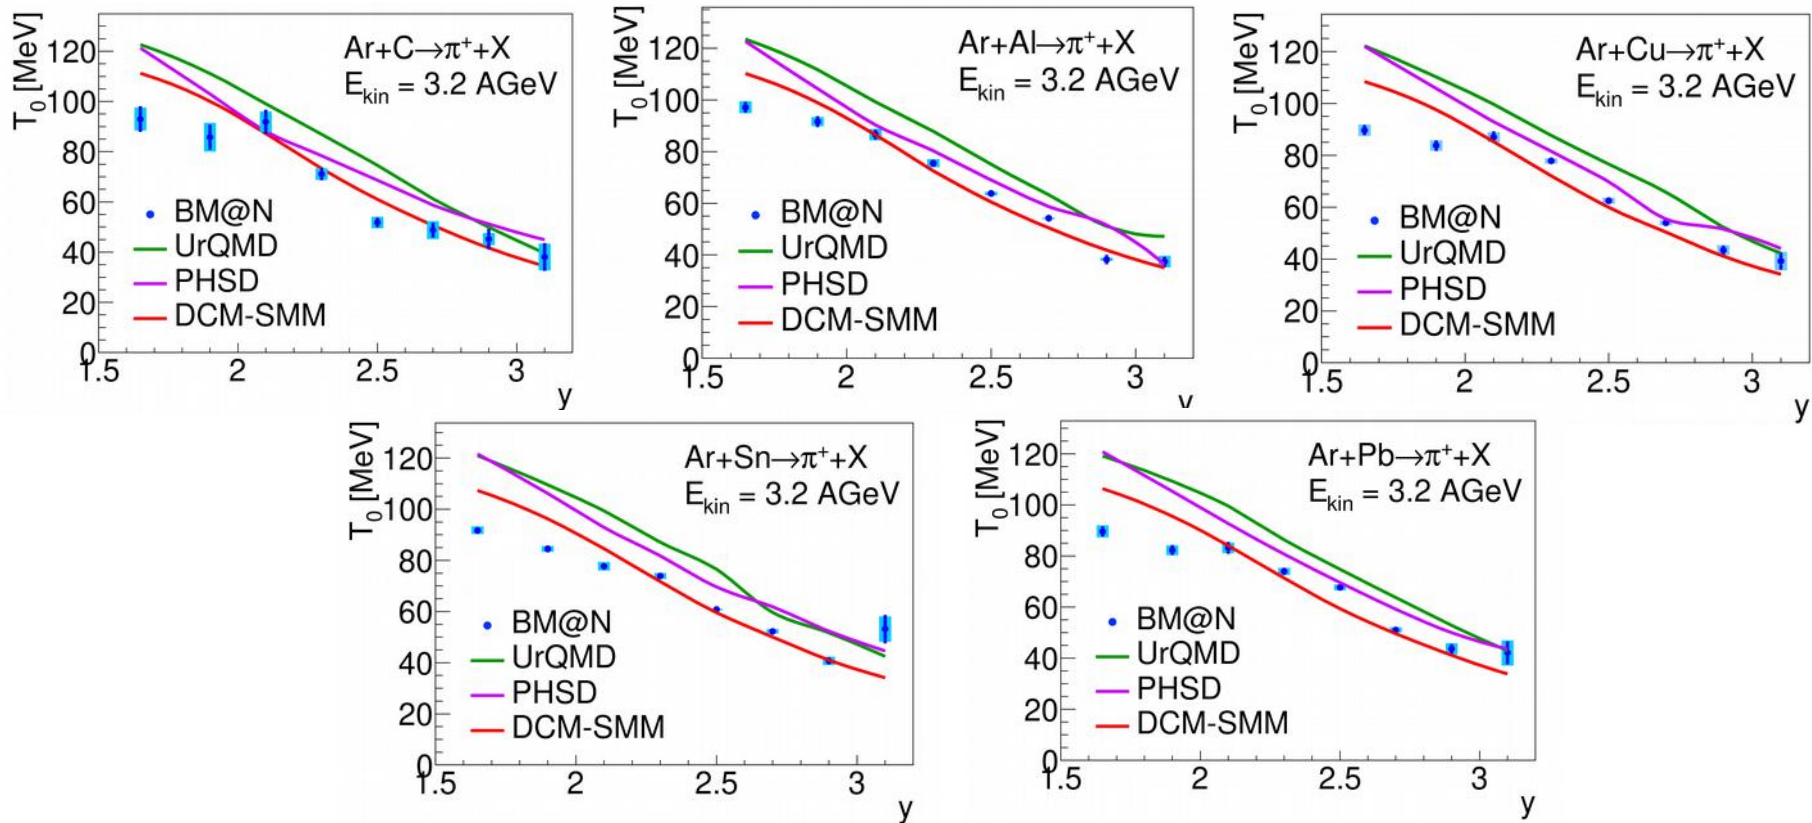 T₀ [MeV]
120
100
80
60
40
20
0
Ar+C→π⁺+X
E_kin = 3.2 AGeV
BM@N
UrQMD
PHSD
DCM-SMM
1.5 2 2.5 3
y
T₀ [MeV]
120
100
80
60
40
20
0
Ar+Al→π⁺+X
E_kin = 3.2 AGeV
BM@N
UrQMD
PHSD
DCM-SMM
1.5 2 2.5 3
y
T₀ [MeV]
120
100
80
60
40
20
0
Ar+Cu→π⁺+X
E_kin = 3.2 AGeV
BM@N
UrQMD
PHSD
DCM-SMM
1.5 2 2.5 3
y
T₀ [MeV]
120
100
80
60
40
20
0
Ar+Sn→π⁺+X
E_kin = 3.2 AGeV
BM@N
UrQMD
PHSD
DCM-SMM
1.5 2 2.5 3
y
T₀ [MeV]
120
100
80
60
40
20
0
Ar+Pb→π⁺+X
E_kin = 3.2 AGeV
BM@N
UrQMD
PHSD
DCM-SMM
1.5 2 2.5 3
y